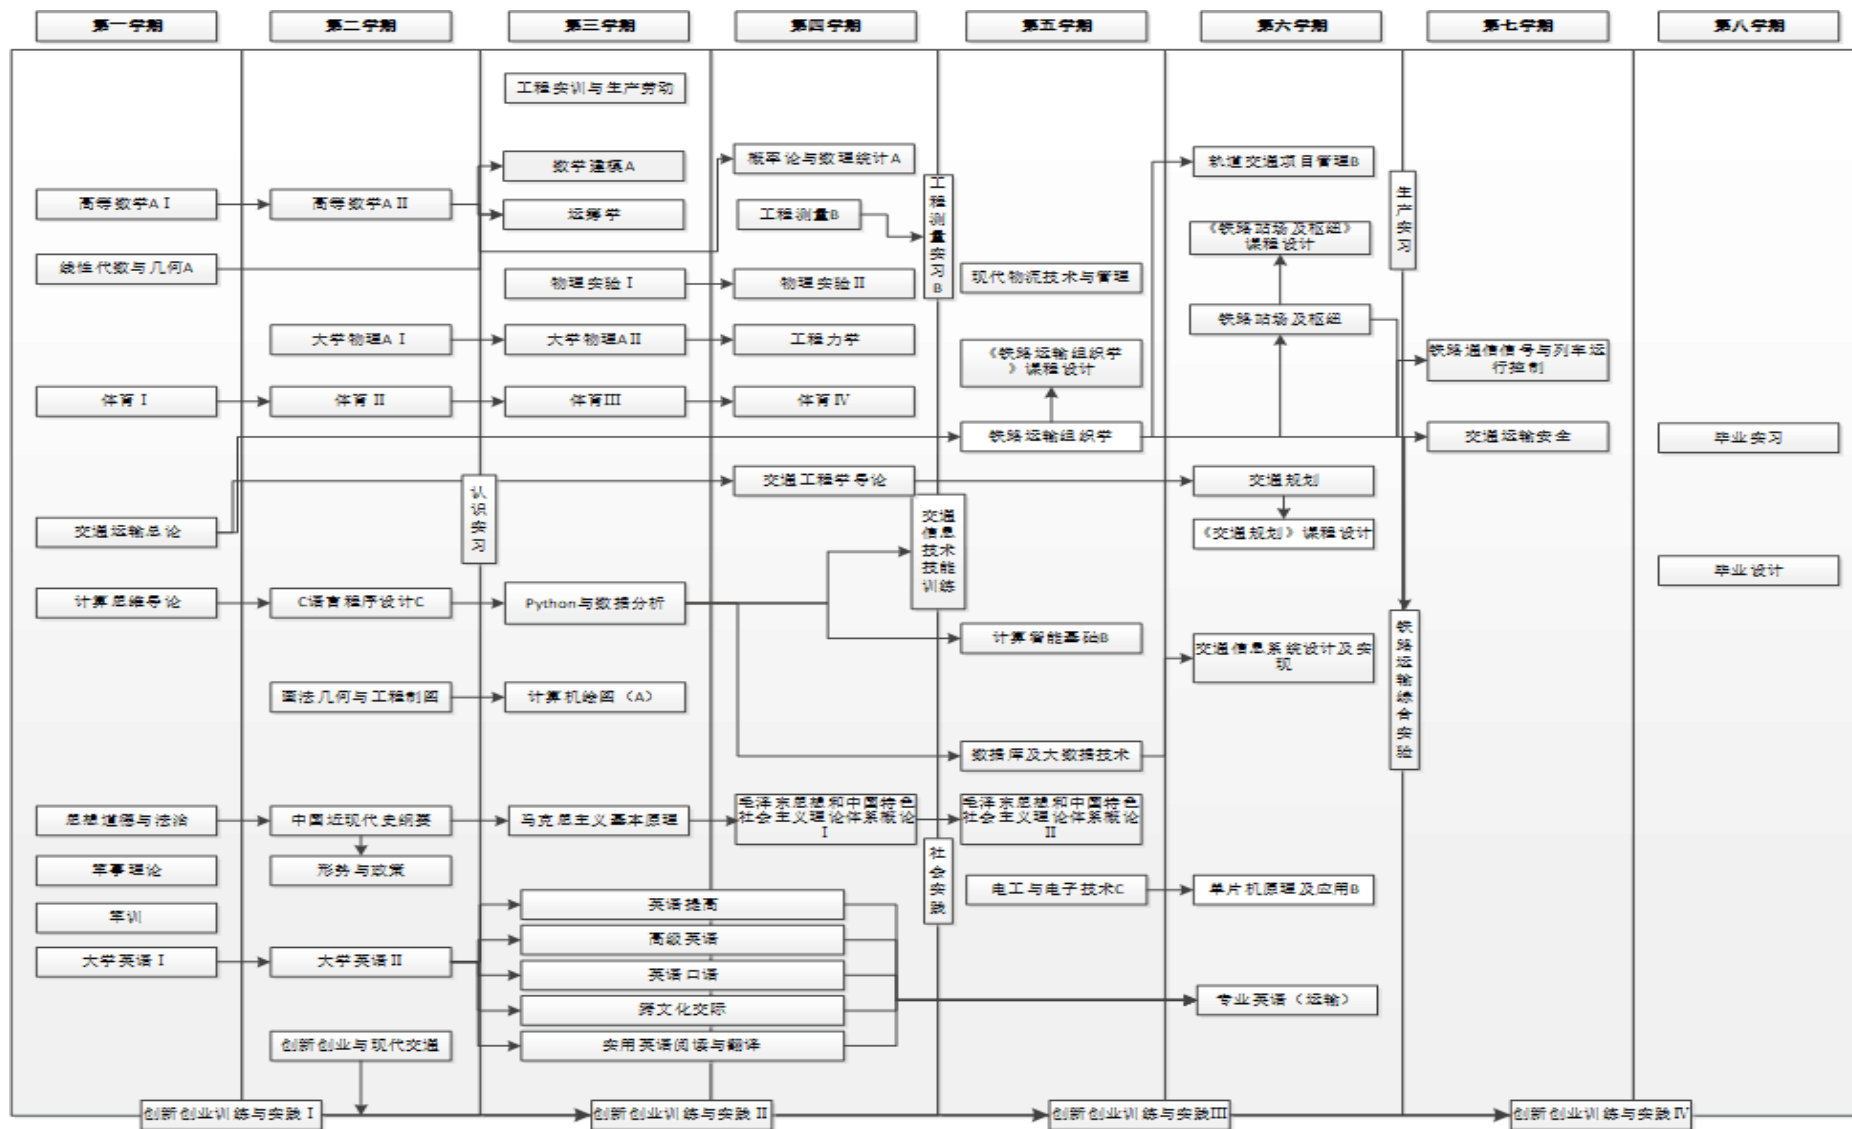 第一学期
第二学期
第三学期
第四学期
第五学期
第六学期
第七学期
第八学期
工程实训与生产劳动
数学建模A
概率论与数理统计A
轨道交通项目管理B
高等数学AⅠ
高等数学AⅡ
运筹学
工程测量B
工程测量实习B
《铁路站场及枢纽》
课程设计
生产实习
线性代数与几何A
物理实验Ⅰ
物理实验Ⅱ
现代物流技术与管理
铁路站场及枢纽
大学物理AⅠ
大学物理AⅡ
工程力学
《铁路运输组织学
》课程设计
铁路通信信号与列车运
行控制
体育Ⅰ
体育Ⅱ
体育Ⅲ
体育Ⅳ
铁路运输组织学
交通运输安全
毕业实习
认识实习
交通工程学导论
交通规划
交通运输总论
交通信息技术技能训练
《交通规划》课程设计
毕业设计
计算思维导论
C语言程序设计C
Python与数据分析
计算智能基础B
交通信息系统设计及实
现
铁路运输综合实验
画法几何与工程制图
计算机绘图（A）
数据库及大数据技术
思想道德与法治
中国近现代史纲要
马克思主义基本原理
毛泽东思想和中国特色
社会主义理论体系概论
Ⅰ
毛泽东思想和中国特色
社会主义理论体系概论
Ⅱ
军事理论
形势与政策
社会实践
电工与电子技术C
单片机原理及应用B
军训
英语提高
高级英语
大学英语Ⅰ
大学英语Ⅱ
英语口语
跨文化交际
专业英语（运输）
创新创业与现代交通
实用英语阅读与翻译
创新创业训练与实践Ⅰ
创新创业训练与实践Ⅱ
创新创业训练与实践Ⅲ
创新创业训练与实践Ⅳ